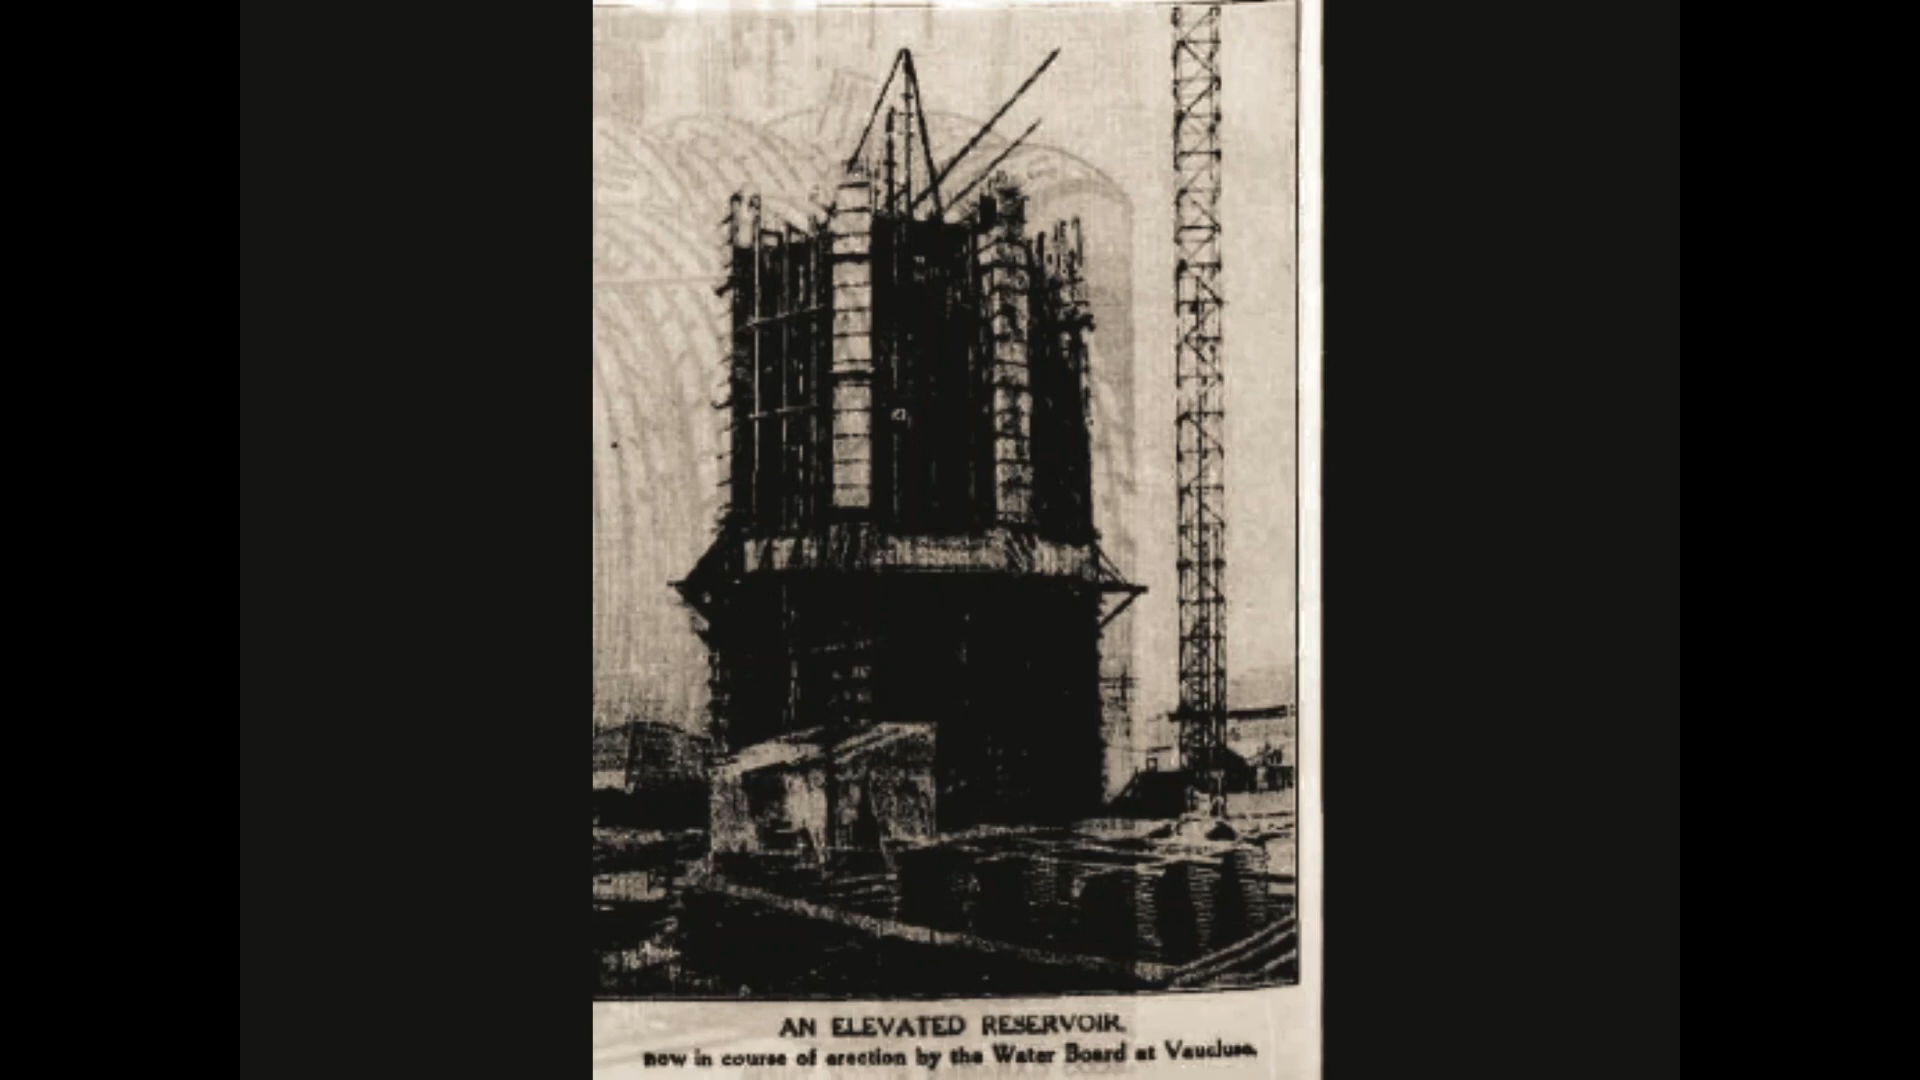 AN ELEVATED RESERVOIR,
now in course of erection by the Water Board at Vaucluse.